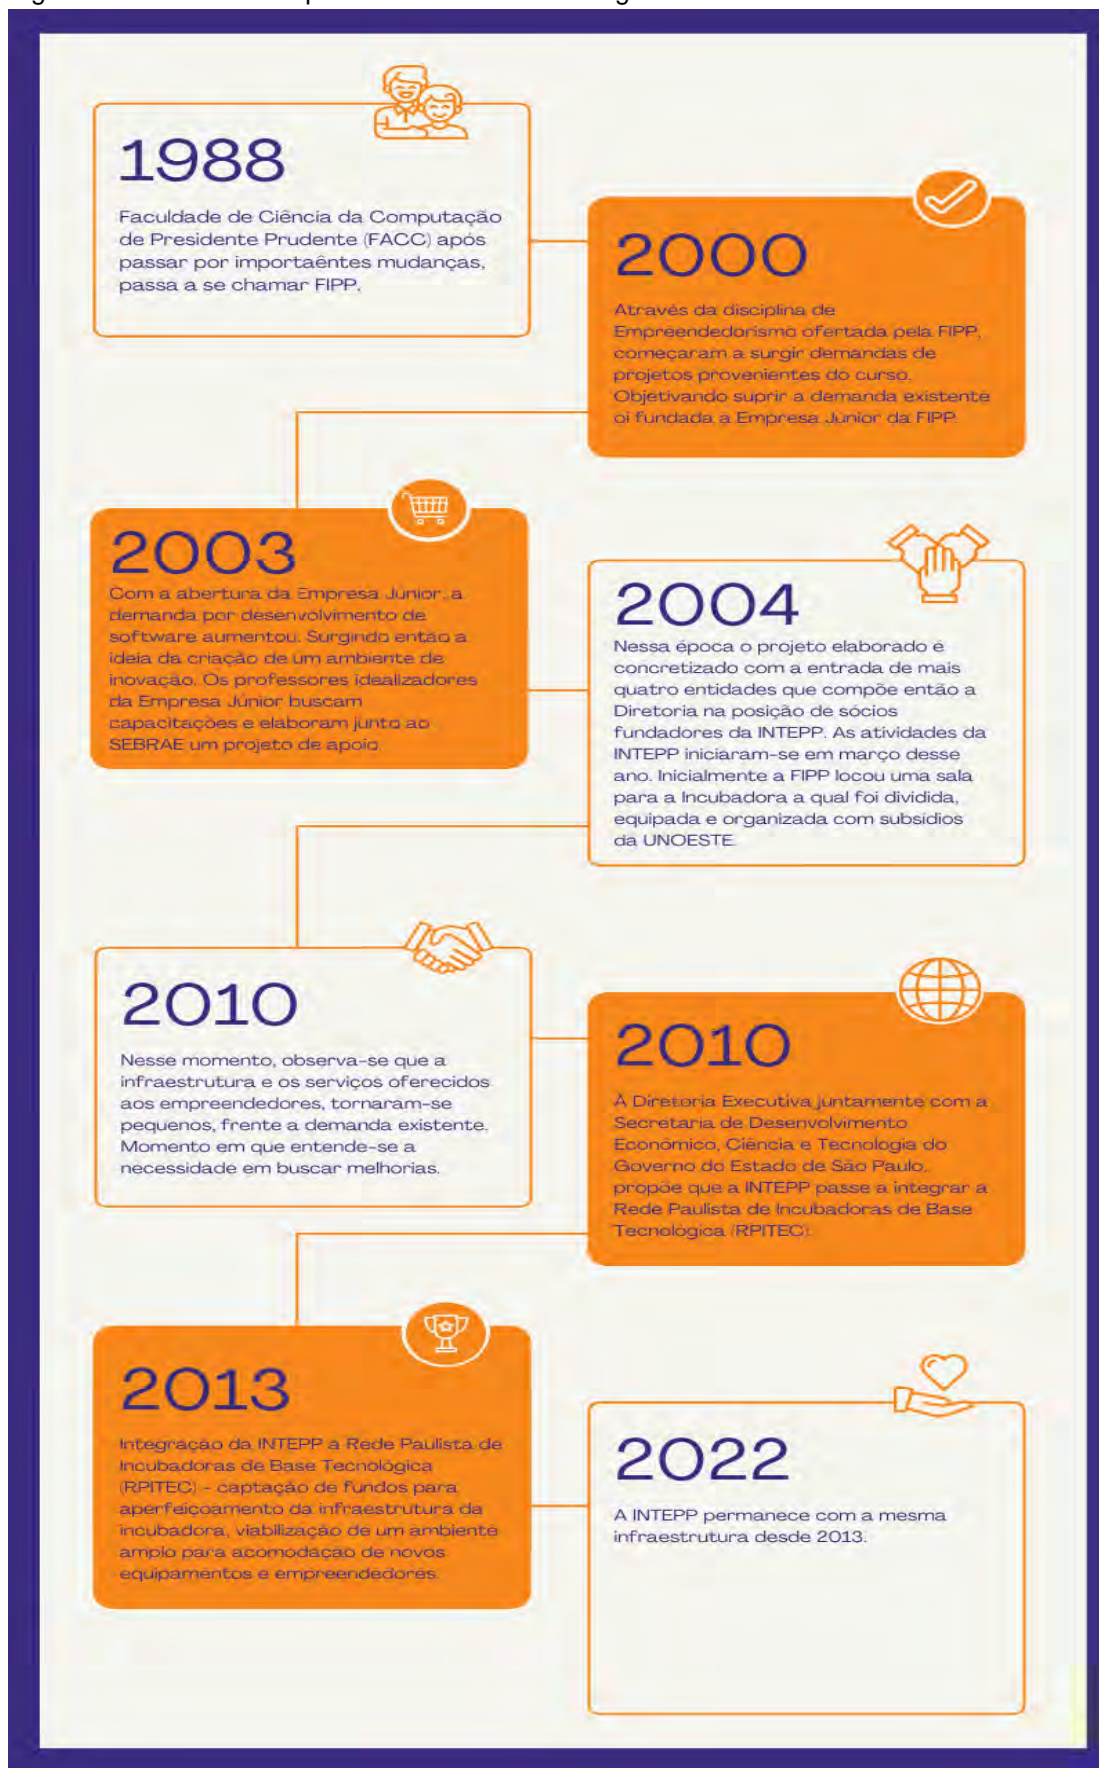 1988
Faculdade de Ciência da Computação
de Presidente Prudente (FACC) após
passar por importaêntes mudanças,
passa a se chamar FIPP.
2000
Através da disciplina de
Empreendedorismo ofertada pela FIPP,
começaram a surgir demandas de
projetos provenientes do curso.
Objetivando suprir a demanda existente
oi fundada a Empresa Júnior da FIPP.
2003
Com a abertura da Empresa Júnior, a
demanda por desenvolvimento de
software aumentou. Surgindo então a
ideia da criação de um ambiente de
inovação. Os professores idealizadores
da Empresa Júnior buscam
capacitações e elaboram junto ao
SEBRAE um projeto de apoio.
2004
Nessa época o projeto elaborado é
concretizado com a entrada de mais
quatro entidades que compõe então a
Diretoria na posição de sócios
fundadores da INTEPP. As atividades da
INTEPP iniciaram-se em março desse
ano. Inicialmente a FIPP locou uma sala
para a Incubadora a qual foi dividida,
equipada e organizada com subsídios
da UNOESTE.
2010
Nesse momento, observa-se que a
infraestrutura e os serviços oferecidos
aos empreendedores, tornaram-se
pequenos, frente a demanda existente.
Momento em que entende-se a
necessidade em buscar melhorias.
2010
A Diretoria Executiva juntamente com a
Secretaria de Desenvolvimento
Econômico, Ciência e Tecnologia do
Governo do Estado de São Paulo,
propõe que a INTEPP passe a integrar a
Rede Paulista de Incubadoras de Base
Tecnológica (RPITEC).
2013
Integração da INTEPP a Rede Paulista de
Incubadoras de Base Tecnológica
(RPITEC) - captação de fundos para
aperfeiçoamento da infraestrutura da
incubadora, viabilização de um ambiente
amplo para acomodação de novos
equipamentos e empreendedores.
2022
A INTEPP permanece com a mesma
infraestrutura desde 2013.